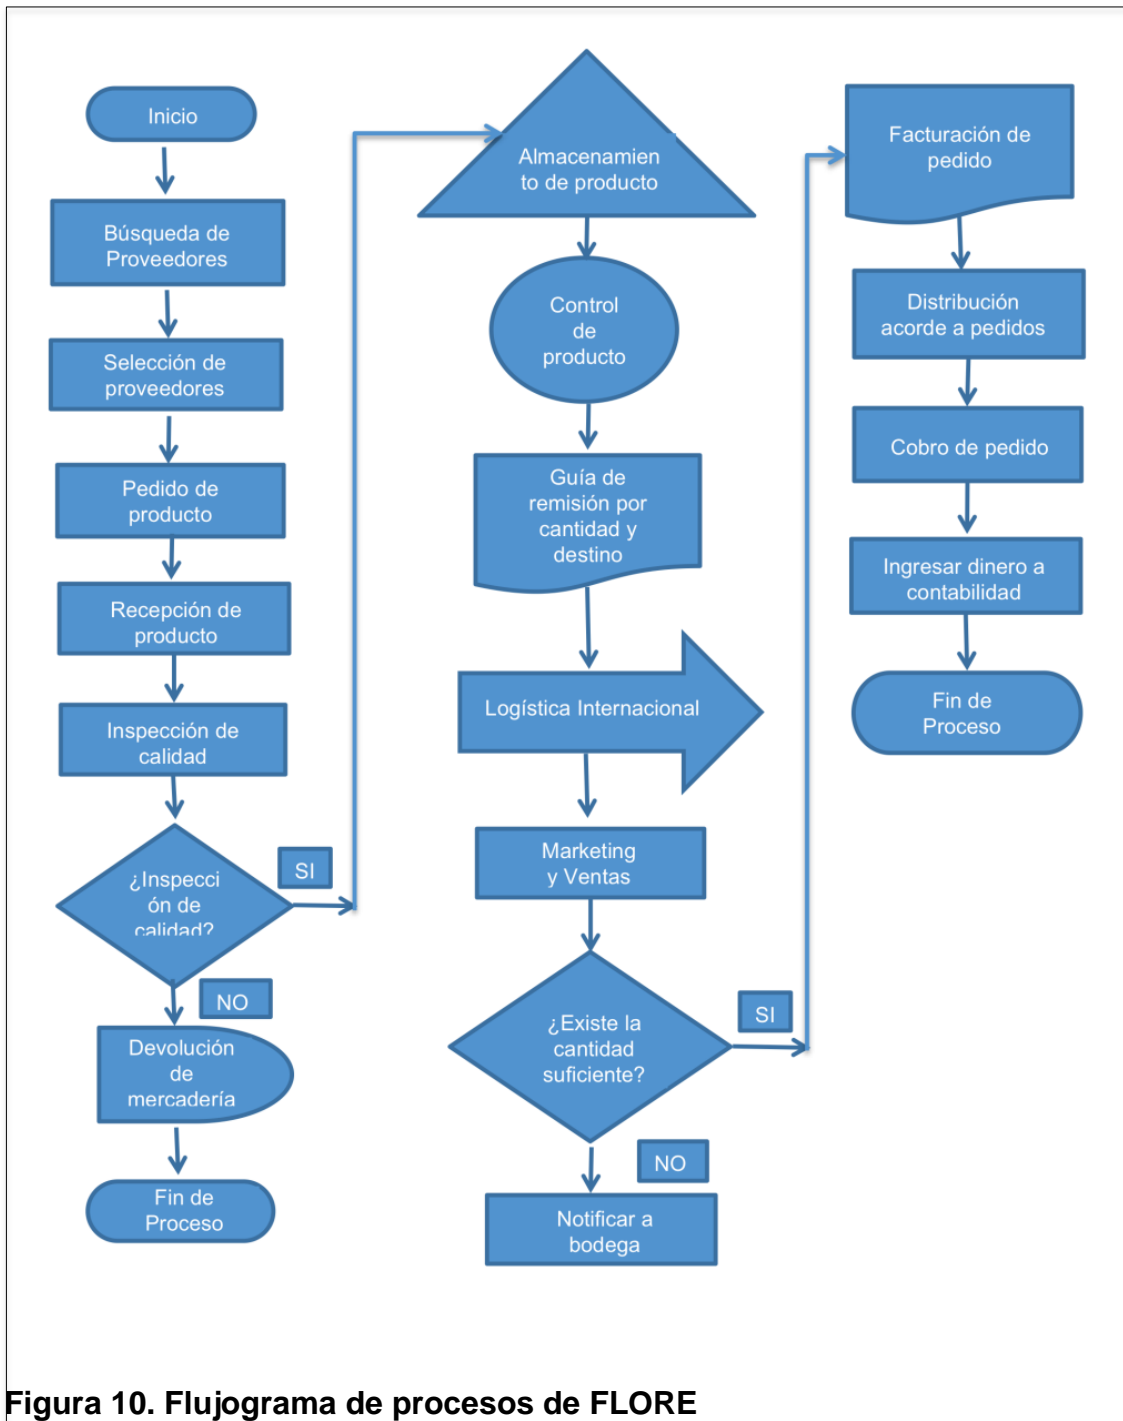 Inicio
Búsqueda de
Proveedores
Selección de
proveedores
Pedido de
producto
Recepción de
producto
Inspección de
calidad
¿Inspecci
ón de
calidad?
SI
NO
Devolución
de
mercadería
Fin de
Proceso
Almacenamien
to de producto
Control
de
producto
Guía de
remisión por
cantidad y
destino
Logística Internacional
Marketing
y Ventas
¿Existe la
cantidad
suficiente?
SI
NO
Notificar a
bodega
Facturación de
pedido
Distribución
acorde a pedidos
Cobro de pedido
Ingresar dinero a
contabilidad
Fin de
Proceso
Figura 10. Flujograma de procesos de FLORE